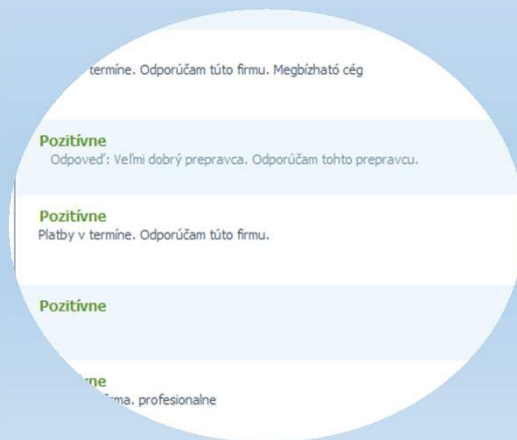 termíne. Odporúčam túto firmu. Megbízható cég
Pozitívne
Odpoveď: Veľmi dobrý prepravca. Odporúčam tohto prepravcu.
Pozitívne
Platby v termíne. Odporúčam túto firmu.
Pozitívne
profesionalne